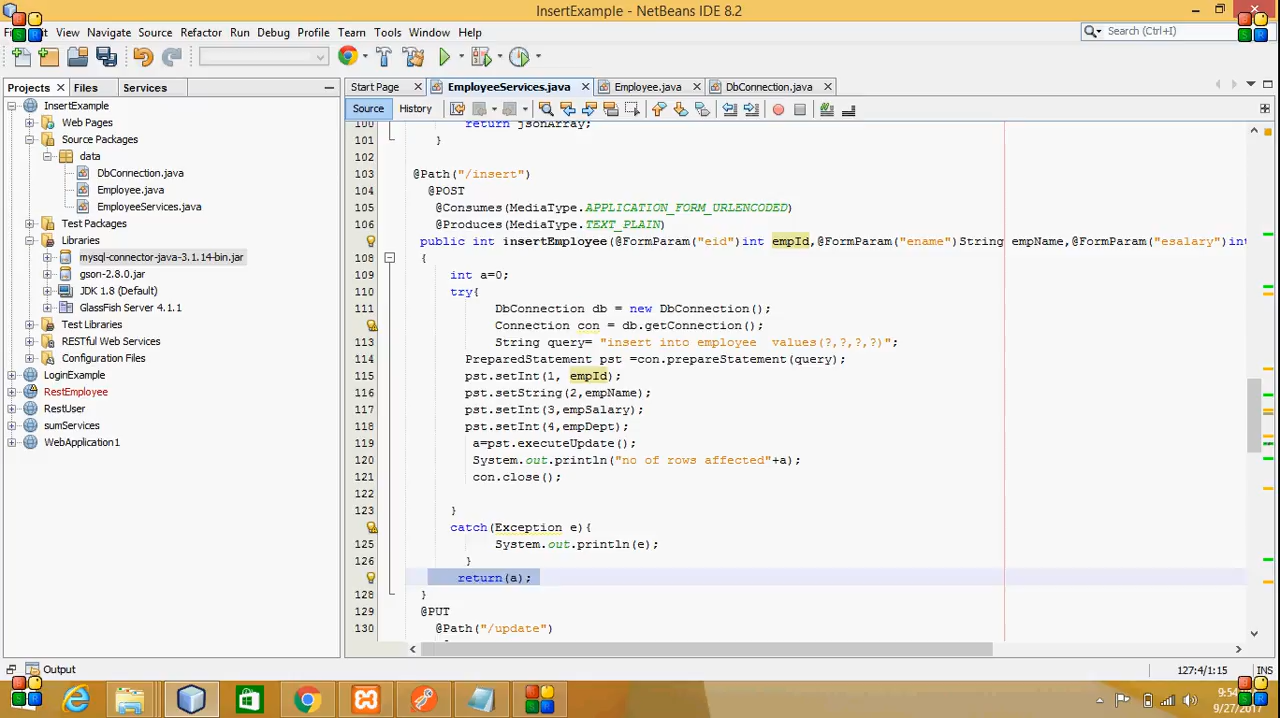 InsertExample - NetBeans IDE 8.2
View Navigate Source Refactor Run Debug Profile Team Tools Window Help
Search (Ctrl+I)
Projects Files Services
Start Page EmployeeServices.java Employee.java DbConnection.java
Source History
InsertExample
Web Pages
Source Packages
data
DbConnection.java
Employee.java
EmployeeServices.java
Test Packages
Libraries
mysql-connector-java-3.1.14-bin.jar
gson-2.8.0.jar
JDK 1.8 (Default)
GlassFish Server 4.1.1
Test Libraries
RESTful Web Services
Configuration Files
LoginExample
RestEmployee
RestUser
sumServices
WebApplication1
100 return jsonArray;
101 }
102
103 @Path("/insert")
104 @POST
105 @Consumes(MediaType.APPLICATION_FORM_URLENCODED)
106 @Produces(MediaType.TEXT_PLAIN)
public int insertEmployee(@FormParam("eid")int empId,@FormParam("ename")String empName,@FormParam("esalary")int
108 {
109 int a=0;
110 try{
111 DbConnection db = new DbConnection();
Connection con = db.getConnection();
113 String query= "insert into employee  values(?,?,?,?)";
114 PreparedStatement pst =con.prepareStatement(query);
115 pst.setInt(1, empId);
116 pst.setString(2,empName);
117 pst.setInt(3,empSalary);
118 pst.setInt(4,empDept);
119 a=pst.executeUpdate();
120 System.out.println("no of rows affected"+a);
121 con.close();
122
123 }
catch(Exception e){
125 System.out.println(e);
126 }
return(a);
128 }
129 @PUT
130 @Path("/update")
Output
127:4/1:15 INS
9:54
9/27/2017